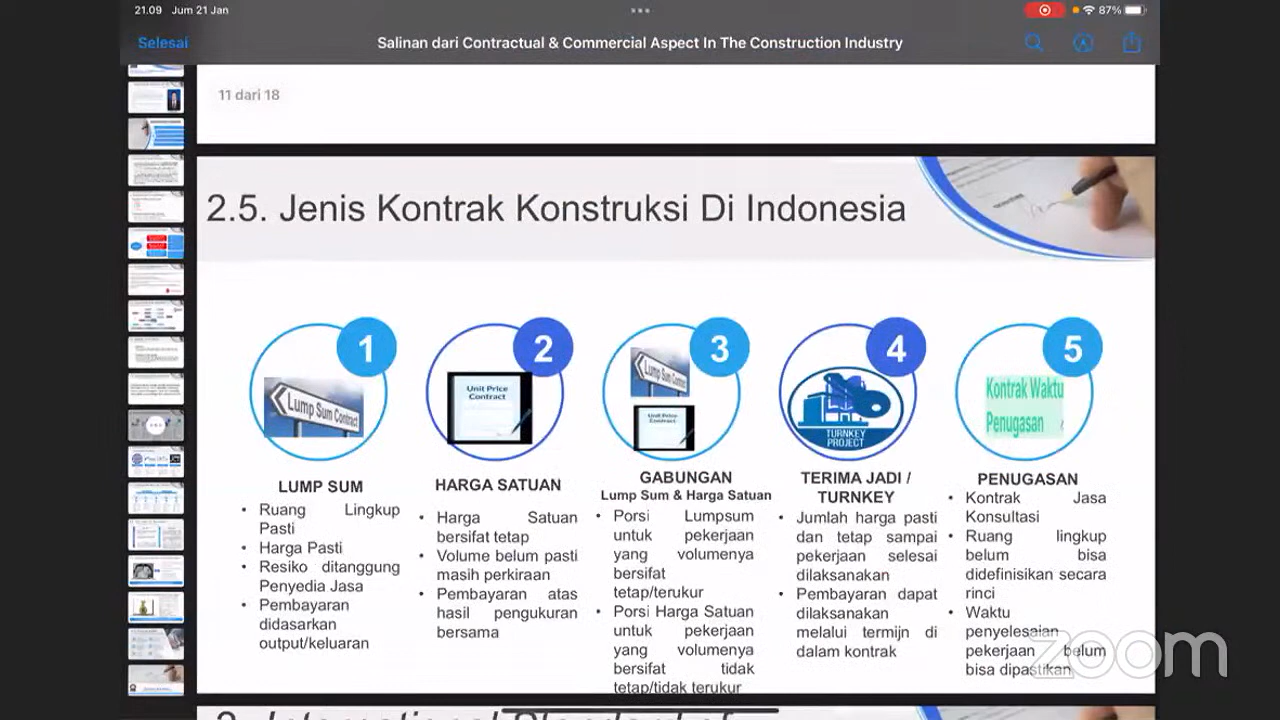 21.09 Jum 21 Jan
87%
Selesai
Salinan dari Contractual & Commercial Aspect In The Construction Industry
11 dari 18
2.5. Jenis Kontrak Konstruksi Di Indonesia
1
Lump Sum Contract
LUMP SUM
• Ruang Lingkup
Pasti
• Harga Pasti
• Resiko ditanggung
Penyedia Jasa
• Pembayaran
didasarkan
output/keluaran
2
Unit Price
Contract
HARGA SATUAN
• Harga Satuan
bersifat tetap
• Volume belum pasti
masih perkiraan
• Pembayaran atas
hasil pengukuran
bersama
3
Lump Sum Contract
Unit Price
Contract
GABUNGAN
Lump Sum & Harga Satuan
• Porsi Lumpsum
untuk pekerjaan
yang volumenya
bersifat
tetap/terukur
• Porsi Harga Satuan
untuk pekerjaan
yang volumenya
bersifat tidak
tetap/tidak terukur
4
TURNKEY
PROJECT
TERIMA JADI /
TURNKEY
• Jumlah harga pasti
dan tetap sampai
pekerjaan selesai
dilaksanakan
• Pembayaran dapat
dilaksanakan
melalui termijn di
dalam kontrak
5
Kontrak Waktu
Penugasan
PENUGASAN
• Kontrak Jasa
Konsultasi
• Ruang lingkup
belum bisa
didefinisikan secara
rinci
• Waktu
penyelesaian
pekerjaan belum
bisa dipastikan
zoom